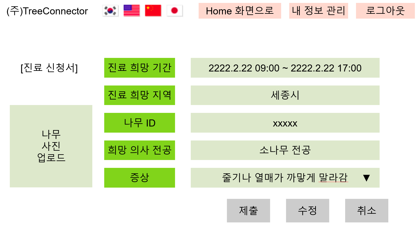 (주)TreeConnector
Home 화면으로
내 정보 관리
로그아웃
[진료 신청서]
진료 희망 기간
2222.2.22 09:00 ~ 2222.2.22 17:00
진료 희망 지역
세종시
나무
사진
업로드
나무 ID
xxxxx
희망 의사 전공
소나무 전공
증상
줄기나 열매가 까맣게 말라감 ▼
제출
수정
취소